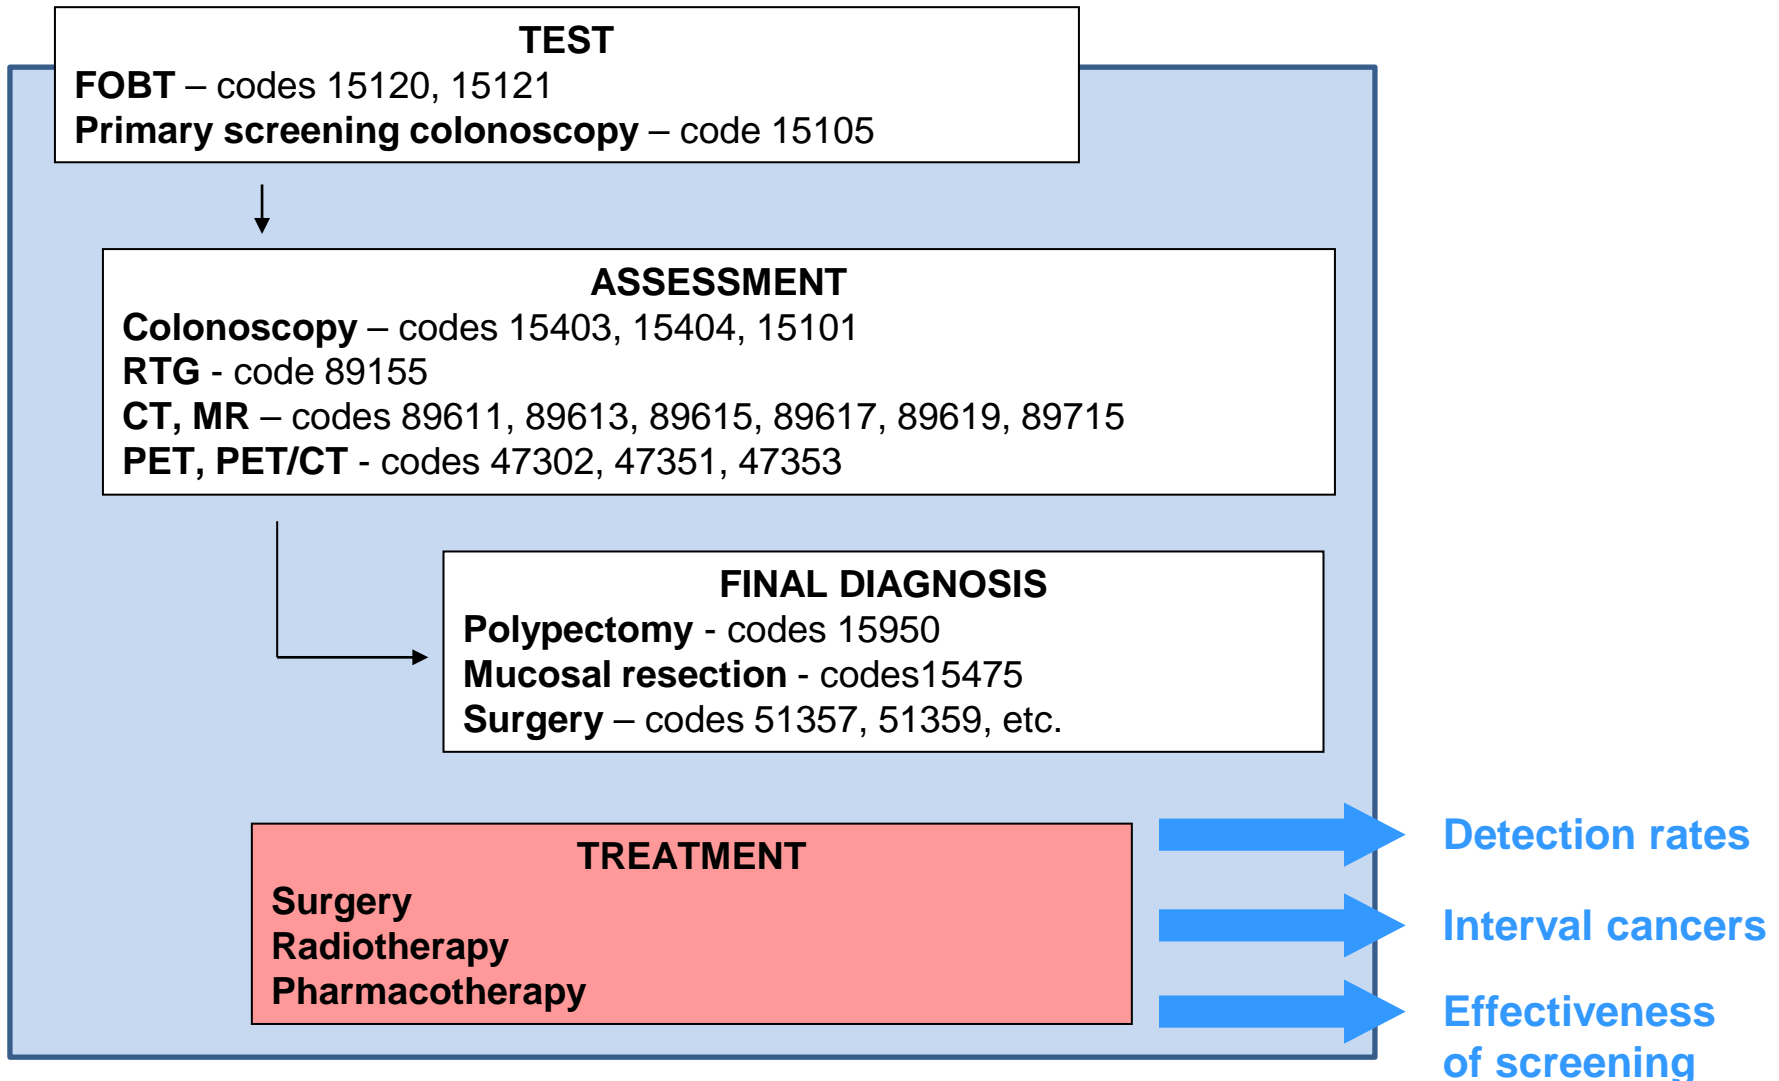 TEST
FOBT – codes 15120, 15121
Primary screening colonoscopy – code 15105
ASSESSMENT
Colonoscopy – codes 15403, 15404, 15101
RTG - code 89155
CT, MR – codes 89611, 89613, 89615, 89617, 89619, 89715
PET, PET/CT - codes 47302, 47351, 47353
FINAL DIAGNOSIS
Polypectomy - codes 15950
Mucosal resection - codes15475
Surgery – codes 51357, 51359, etc.
TREATMENT
Surgery
Radiotherapy
Pharmacotherapy
Detection rates
Interval cancers
Effectiveness
of screening